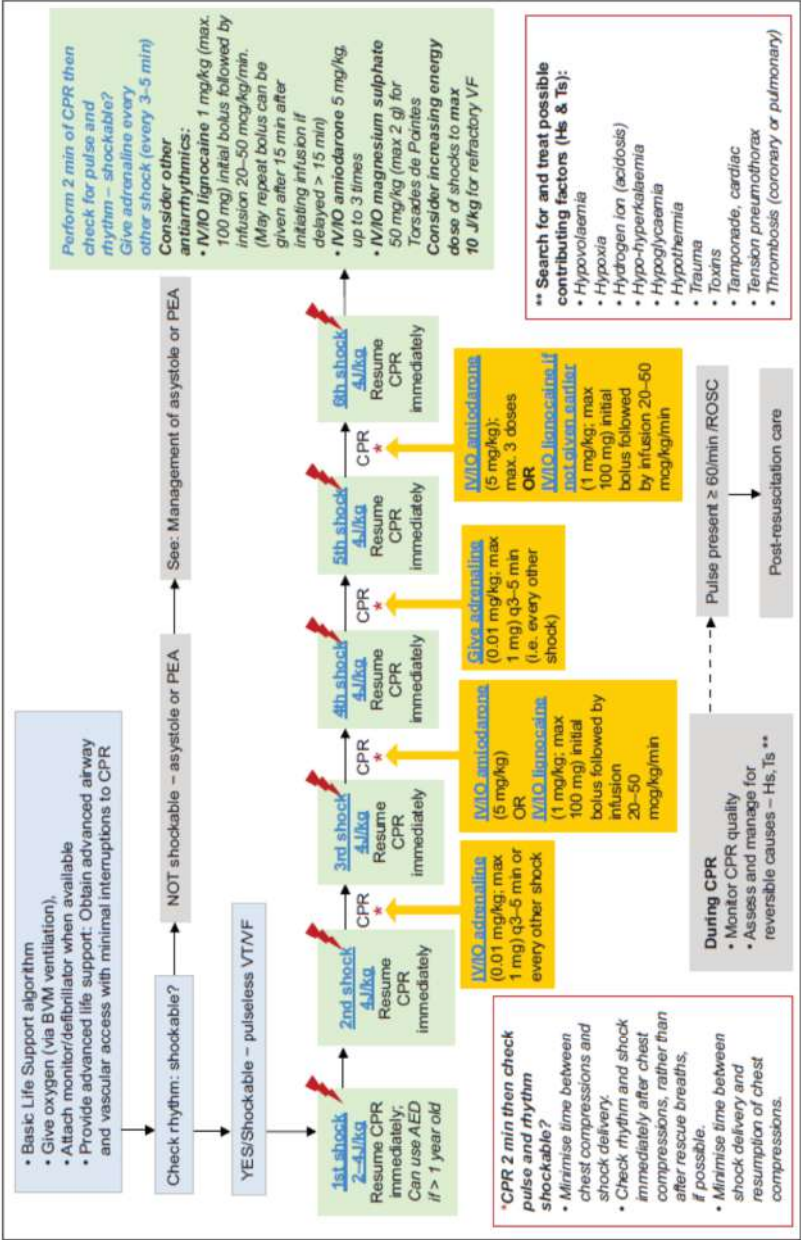 • Basic Life Support algorithm
• Give oxygen (via BVM ventilation),
• Attach monitor/defibrillator when available
• Provide advanced life support: Obtain advanced airway
and vascular access with minimal interruptions to CPR
Check rhythm: shockable?
NOT shockable – asystole or PEA
See: Management of asystole or PEA
YES/Shockable – pulseless VT/VF
1st shock
2–4J/kg
Resume CPR
immediately;
Can use AED
if > 1 year old
2nd shock
4J/kg
Resume
CPR
immediately
CPR
*
IV/IO adrenaline
(0.01 mg/kg; max
1 mg) q3–5 min or
every other shock
3rd shock
4J/kg
Resume
CPR
immediately
CPR
*
IV/IO amiodarone
(5 mg/kg)
OR
IV/IO lignocaine
(1 mg/kg; max
100 mg) initial
bolus followed by
infusion
20–50
mcg/kg/min
4th shock
4J/kg
Resume
CPR
immediately
CPR
*
Give adrenaline
(0.01 mg/kg; max
1 mg) q3–5 min
(i.e. every other
shock)
5th shock
4J/kg
Resume
CPR
immediately
CPR
*
IV/IO amiodarone
(5 mg/kg);
max. 3 doses
OR
IV/IO lignocaine if
not given earlier
(1 mg/kg; max
100 mg) initial
bolus followed
by infusion 20–50
mcg/kg/min
6th shock
4J/kg
Resume
CPR
immediately
Perform 2 min of CPR then
check for pulse and
rhythm – shockable?
Give adrenaline every
other shock (every 3–5 min)
Consider other
antiarrhythmics:
• IV/IO lignocaine 1 mg/kg (max.
100 mg) initial bolus followed by
infusion 20–50 mcg/kg/min.
(May repeat bolus can be
given after 15 min after
initiating infusion if
delayed > 15 min)
• IV/IO amiodarone 5 mg/kg,
up to 3 times
• IV/IO magnesium sulphate
50 mg/kg (max 2 g) for
Torsades de Pointes
Consider increasing energy
dose of shocks to max
10 J/kg for refractory VF
*CPR 2 min then check
pulse and rhythm
shockable?
• Minimise time between
chest compressions and
shock delivery.
• Check rhythm and shock
immediately after chest
compressions, rather than
after rescue breaths,
if possible.
• Minimise time between
shock delivery and
resumption of chest
compressions.
During CPR
• Monitor CPR quality
• Assess and manage for
reversible causes – Hs,Ts **
Pulse present ≥ 60/min /ROSC
Post-resuscitation care
** Search for and treat possible
contributing factors (Hs & Ts):
• Hypovolaemia
• Hypoxia
• Hydrogen ion (acidosis)
• Hypo-hyperkalaemia
• Hypoglycaemia
• Hypothermia
• Trauma
• Toxins
• Tamponade, cardiac
• Tension pneumothorax
• Thrombosis (coronary or pulmonary)